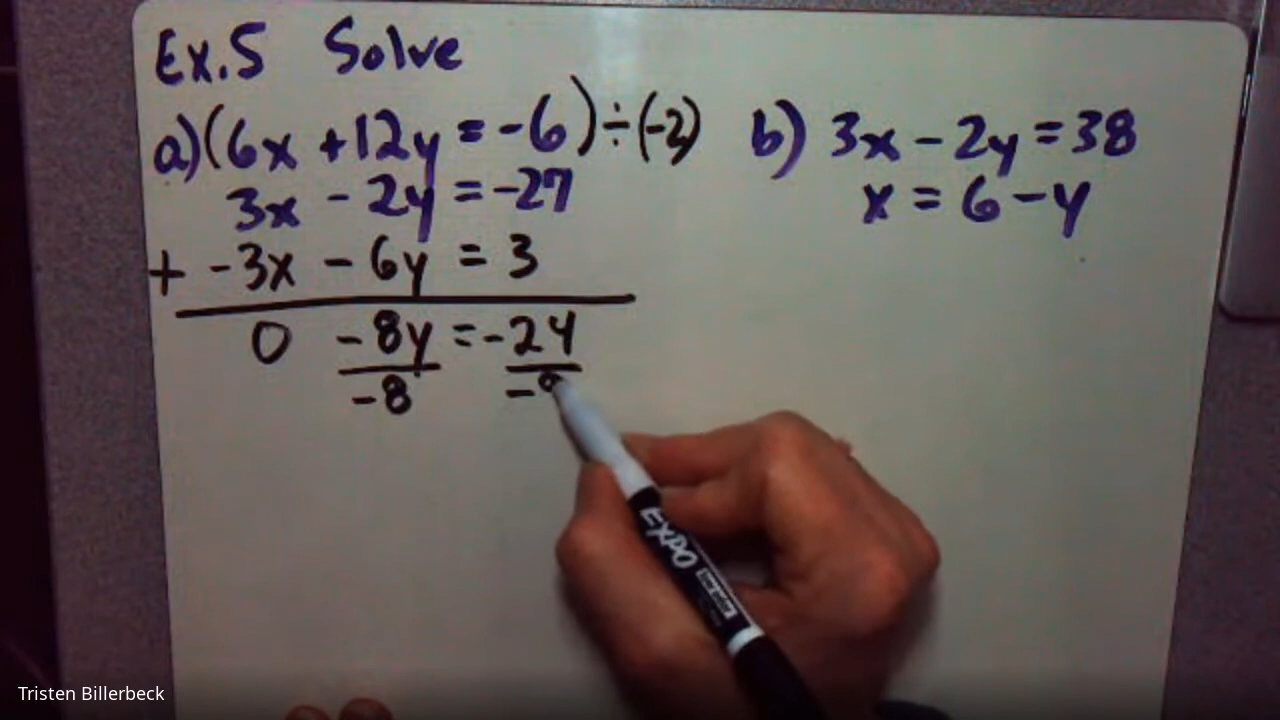 Ex.5 Solve
a) (6x + 12y = -6) ÷ (-2)
3x - 2y = -27
+ -3x - 6y = 3
0 -8y = -24
-8 -8
b) 3x - 2y = 38
x = 6 - y
EXPO
Tristen Billerbeck